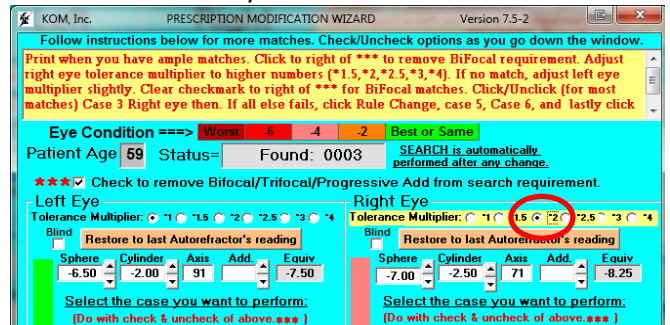 KOM, Inc. PRESCRIPTION MODIFICATION WIZARD Version 7.5-2
Follow instructions below for more matches. Check/Uncheck options as you go down the window.
Print when you have ample matches. Click to right of *** to remove BiFocal requirement. Adjust
right eye tolerance multiplier to higher numbers (*1.5,*2,*2.5,*3,*4). If no match, adjust left eye
multiplier slightly. Clear checkmark to right of *** for BiFocal matches. Click/Unclick (for most
matches) Case 3 Right eye then. If all else fails, click Rule Change, case 5, Case 6, and lastly click
Eye Condition ===> Worst -6 -4 -2 Best or Same
Patient Age 59 Status= Found: 0003 SEARCH is automatically
performed after any change.
*** Check to remove Bifocal/Trifocal/Progressive Add from search requirement.
Left Eye Right Eye
Tolerance Multiplier: *1 *1.5 *2 *2.5 *3 *4 Tolerance Multiplier: *1 *1.5 *2 *2.5 *3 *4
Blind Restore to last Autorefractor's reading Blind Restore to last Autorefractor's reading
Sphere Cylinder Axis Add. Equiv Sphere Cylinder Axis Add. Equiv
-6.50 -2.00 91 -7.50 -7.00 -2.50 71 -8.25
Select the case you want to perform: Select the case you want to perform:
(Do with check & uncheck of above.*** ) (Do with check & uncheck of above.*** )